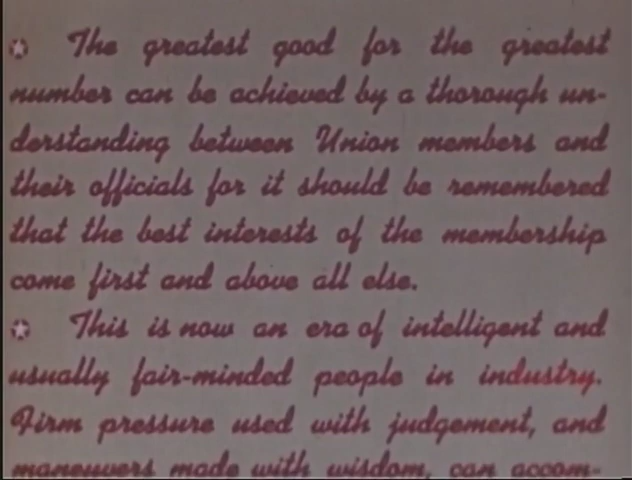 The greatest good for the greatest
number can be achieved by a thorough un-
derstanding between Union members and
their officials for it should be remembered
that the best interests of the membership
come first and above all else.
This is now an era of intelligent and
usually fair-minded people in industry.
Firm pressure used with judgement, and
maneuvers made with wisdom, can accom-